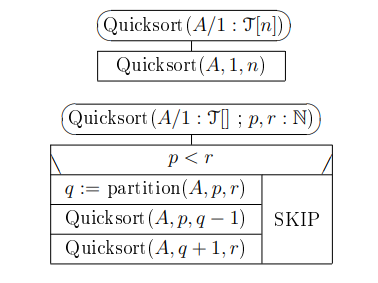 Quicksort(A/1 : 𝒯[n])
Quicksort(A, 1, n)
Quicksort(A/1 : 𝒯[] ; p, r : ℕ)
p < r
q := partition(A, p, r)
Quicksort(A, p, q − 1)
SKIP
Quicksort(A, q + 1, r)